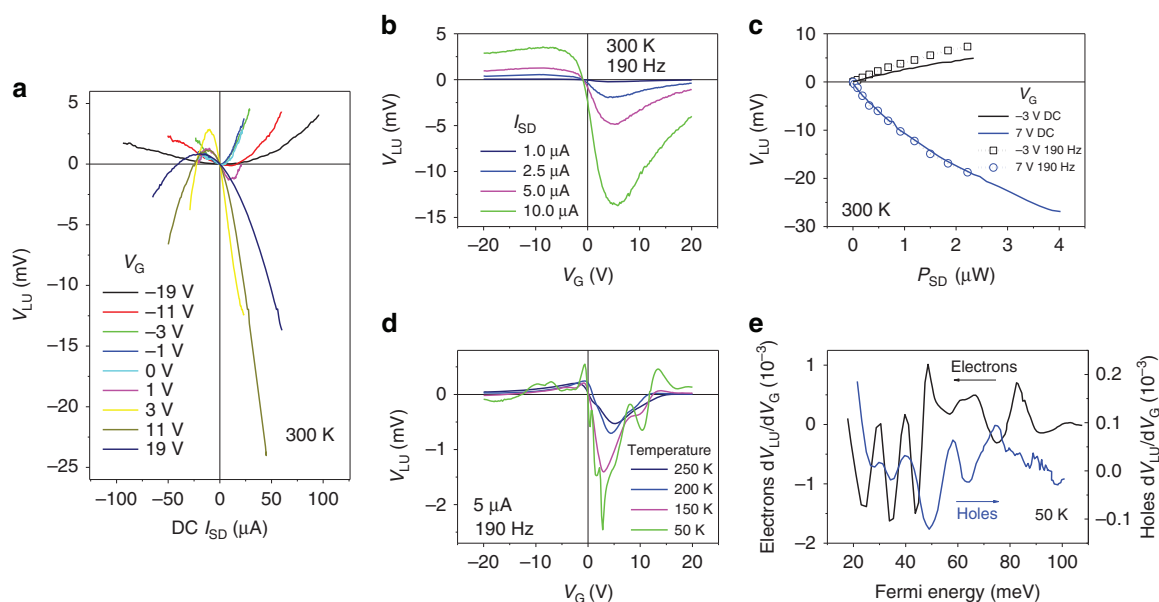 a
5
0
−5
−10
−15
−20
−25
V_LU (mV)
V_G
−19 V
−11 V
−3 V
−1 V
0 V
1 V
3 V
11 V
19 V
300 K
−100 −50 0 50 100
DC I_SD (μA)
b
5
0
−5
−10
−15
V_LU (mV)
300 K
190 Hz
I_SD
1.0 μA
2.5 μA
5.0 μA
10.0 μA
−20 −10 0 10 20
V_G (V)
c
10
0
−10
−20
−30
V_LU (mV)
V_G
−3 V DC
7 V DC
−3 V 190 Hz
7 V 190 Hz
300 K
0 1 2 3 4
P_SD (μW)
d
0
−1
−2
V_LU (mV)
Temperature
250 K
200 K
150 K
50 K
5 μA
190 Hz
−20 −10 0 10 20
V_G (V)
e
1
0
−1
−2
Electrons dV_LU/dV_G (10⁻³)
Electrons
Holes
50 K
0.2
0.1
0.0
−0.1
Holes dV_LU/dV_G (10⁻³)
20 40 60 80 100
Fermi energy (meV)